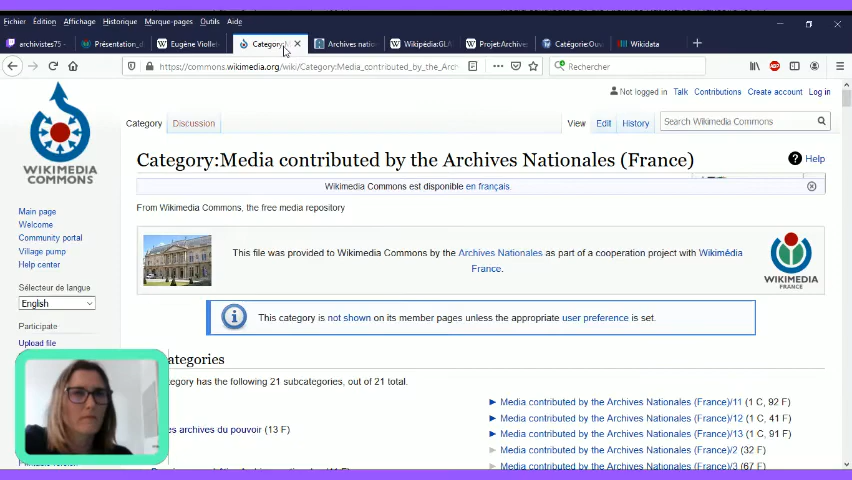 Fichier Édition Affichage Historique Marque-pages Outils Aide
archivistes75 - Présentation_d Eugène Viollet Category: Archives nation Wikipédia:GLA Projet:Archives Catégorie:Ouv Wikidata
https://commons.wikimedia.org/wiki/Category:Media_contributed_by_the_Arch Rechercher
Not logged in Talk Contributions Create account Log in
Category Discussion View Edit History Search Wikimedia Commons
WIKIMEDIA
COMMONS
Category:Media contributed by the Archives Nationales (France) Help
Wikimedia Commons est disponible en français.
From Wikimedia Commons, the free media repository
Main page
Welcome
Community portal
Village pump
Help center
This file was provided to Wikimedia Commons by the Archives Nationales as part of a cooperation project with Wikimédia
France.
WIKIMEDIA
FRANCE
Sélecteur de langue
English
This category is not shown on its member pages unless the appropriate user preference is set.
Participate
Upload file
ategories
tegory has the following 21 subcategories, out of 21 total.
es archives du pouvoir (13 F)
Media contributed by the Archives Nationales (France)/11 (1 C, 92 F)
Media contributed by the Archives Nationales (France)/12 (1 C, 41 F)
Media contributed by the Archives Nationales (France)/13 (1 C, 91 F)
Media contributed by the Archives Nationales (France)/2 (32 F)
Media contributed by the Archives Nationales (France)/3 (67 F)